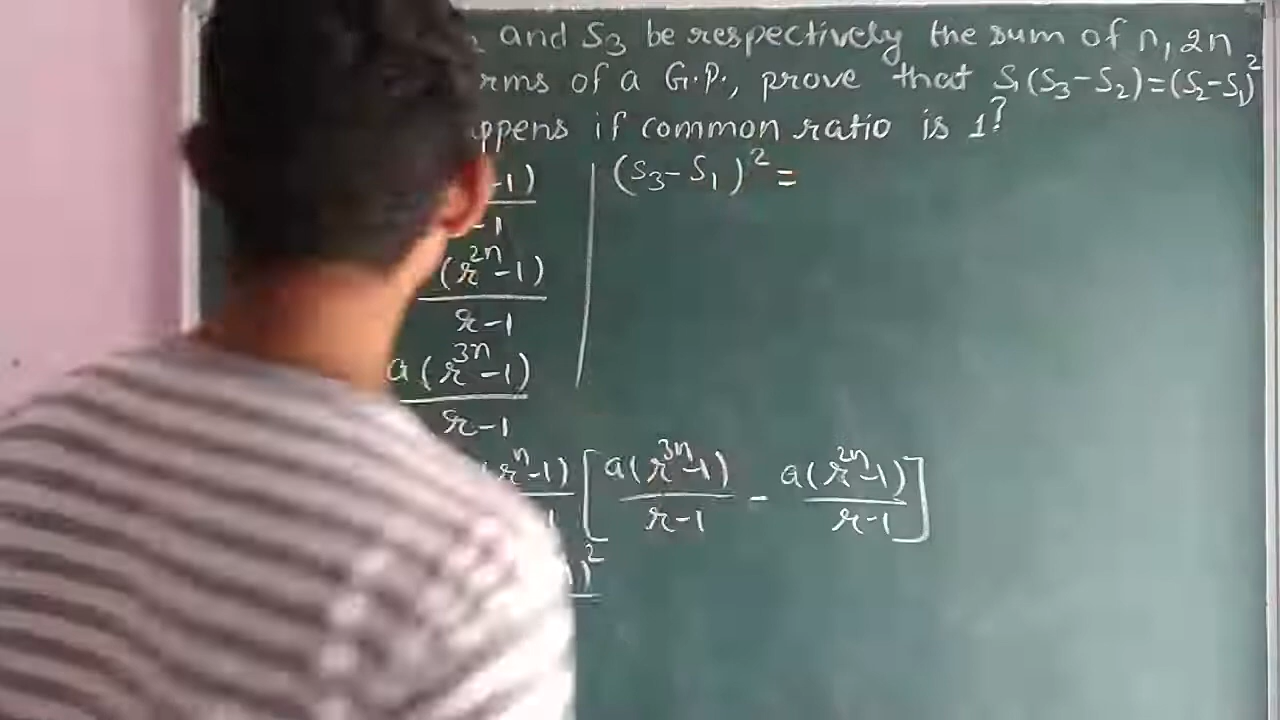 and S3 be respectively the sum of n, 2n
of a G.P., prove that S1(S3-S2)=(S2-S1)²
if common ratio is 1?
-1)
-1
(S3-S1)² =
(r²ⁿ-1)
r-1
a(r³ⁿ-1)
r-1
rⁿ-1) [a(r³ⁿ-1) - a(r²ⁿ-1)]
1 r-1 r-1
)²